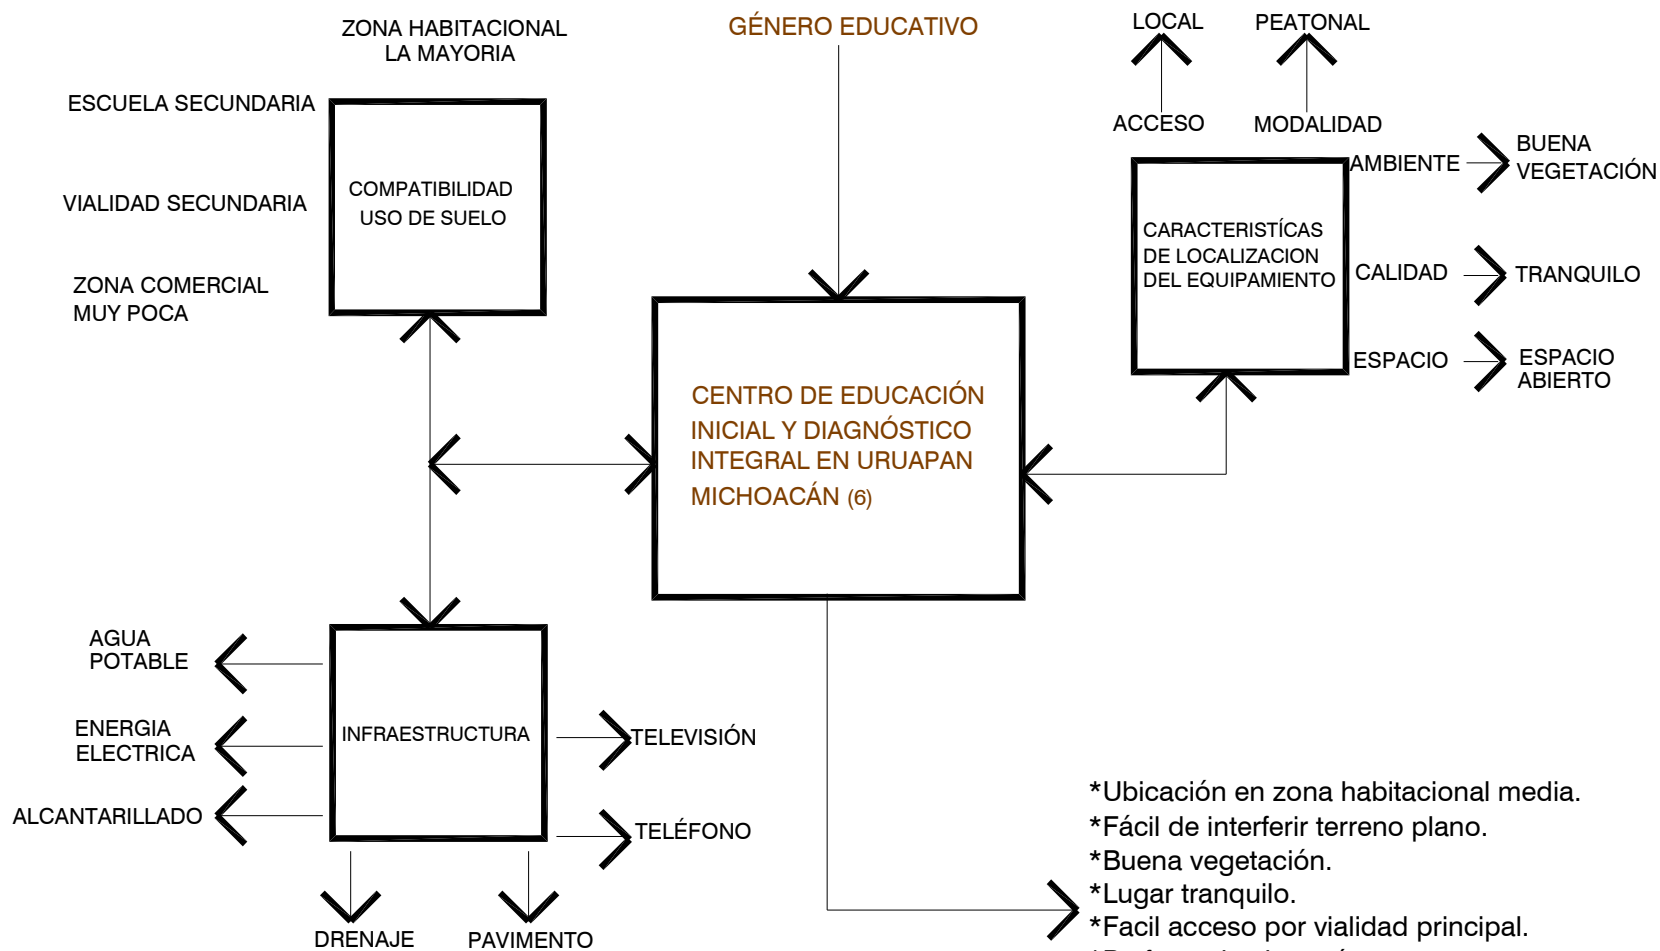 ZONA HABITACIONAL
LA MAYORIA
ESCUELA SECUNDARIA
VIALIDAD SECUNDARIA
ZONA COMERCIAL
MUY POCA
COMPATIBILIDAD
USO DE SUELO
GÉNERO EDUCATIVO
LOCAL
PEATONAL
ACCESO
MODALIDAD
AMBIENTE
BUENA
VEGETACIÓN
CARACTERISTÍCAS
DE LOCALIZACION
DEL EQUIPAMIENTO
CALIDAD
TRANQUILO
ESPACIO
ESPACIO
ABIERTO
CENTRO DE EDUCACIÓN
INICIAL Y DIAGNÓSTICO
INTEGRAL EN URUAPAN
MICHOACÁN (6)
AGUA
POTABLE
ENERGIA
ELECTRICA
ALCANTARILLADO
INFRAESTRUCTURA
TELEVISIÓN
TELÉFONO
DRENAJE
PAVIMENTO
*Ubicación en zona habitacional media.
*Fácil de interferir terreno plano.
*Buena vegetación.
*Lugar tranquilo.
*Facil acceso por vialidad principal.